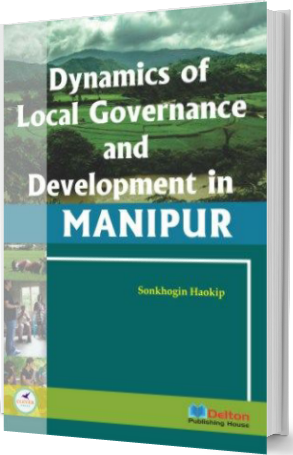 Dynamics of
Local Governance
and
Development in
MANIPUR
Sonkhogin Haokip
Delton
Publishing House